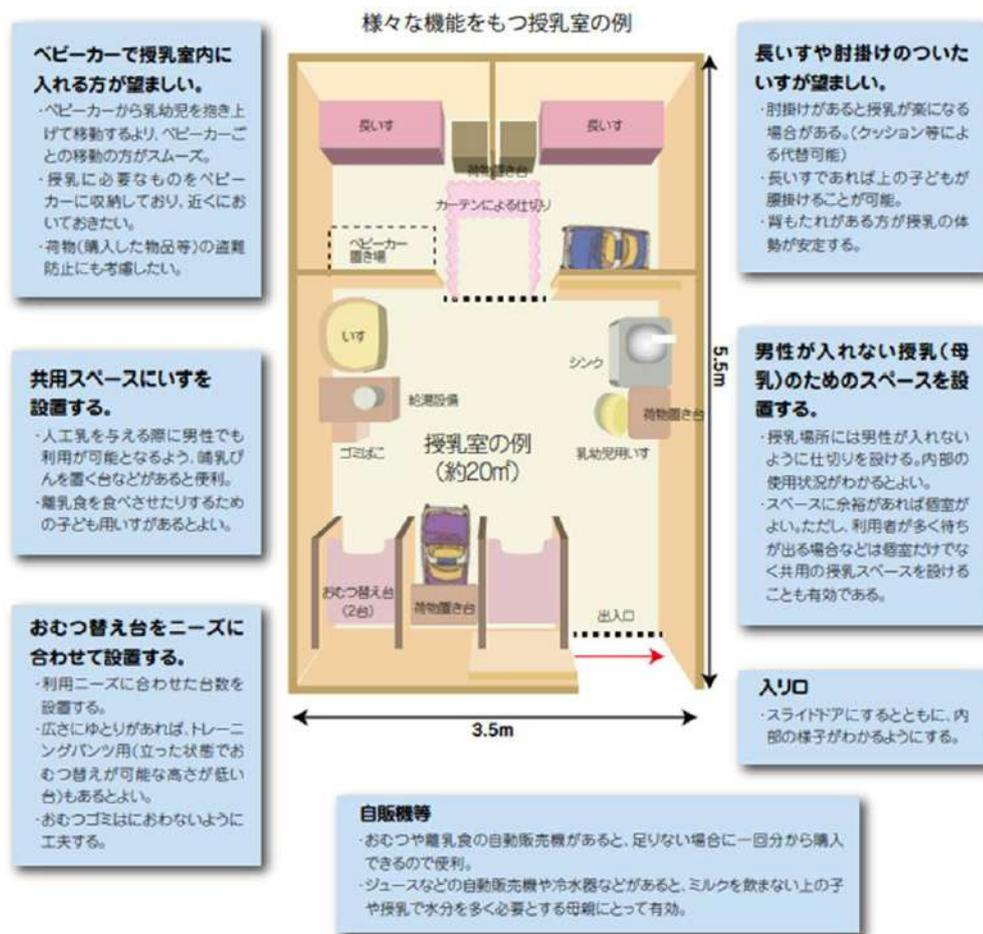 様々な機能をもつ授乳室の例
ベビーカーで授乳室内に
入れる方が望ましい。
・ベビーカーから乳幼児を抱き上
げて移動するより、ベビーカーご
との移動の方がスムーズ。
・授乳に必要なものをベビー
カーに収納しており、近くにお
いておきたい。
・荷物(購入した物品等)の盗難
防止にも考慮したい。
共用スペースにいすを
設置する。
・人工乳を与える際に男性でも
利用が可能となるよう、哺乳びん
を置く台などがあると便利。
・離乳食を食べさせたりするため
の子ども用いすがあるとよい。
おむつ替え台をニーズに
合わせて設置する。
・利用ニーズに合わせた台数を
設置する。
・広さにゆとりがあれば、トレーニ
ングパンツ用(立った状態でお
むつ替えが可能な高さが低い
台)もあるとよい。
・おむつゴミはにおわないように
工夫する。
長いす
長いす
荷物置き台
カーテンによる仕切り
ベビーカー
置き場
いす
シンク
給湯設備
荷物置き台
ゴミばこ
乳幼児用いす
授乳室の例
(約20㎡)
おむつ替え台
(2台)
荷物置き台
出入口
5.5m
3.5m
長いすや肘掛けのついた
いすが望ましい。
・肘掛けがあると授乳が楽になる
場合がある。(クッション等によ
る代替可能)
・長いすであれば上の子どもが
腰掛けることが可能。
・背もたれがある方が授乳の体
勢が安定する。
男性が入れない授乳(母
乳)のためのスペースを設
置する。
・授乳場所には男性が入れない
ように仕切りを設ける。内部の
使用状況がわかるとよい。
・スペースに余裕があれば個室が
よい。ただし、利用者が多く待ち
が出る場合などは個室だけでな
く共用の授乳スペースを設ける
ことも有効である。
入り口
・スライドドアにするとともに、内
部の様子がわかるようにする。
自販機等
・おむつや離乳食の自動販売機があると、足りない場合に一回分から購入
できるので便利。
・ジュースなどの自動販売機や冷水器などがあると、ミルクを飲まない上の子
や授乳で水分を多く必要とする母親にとって有効。